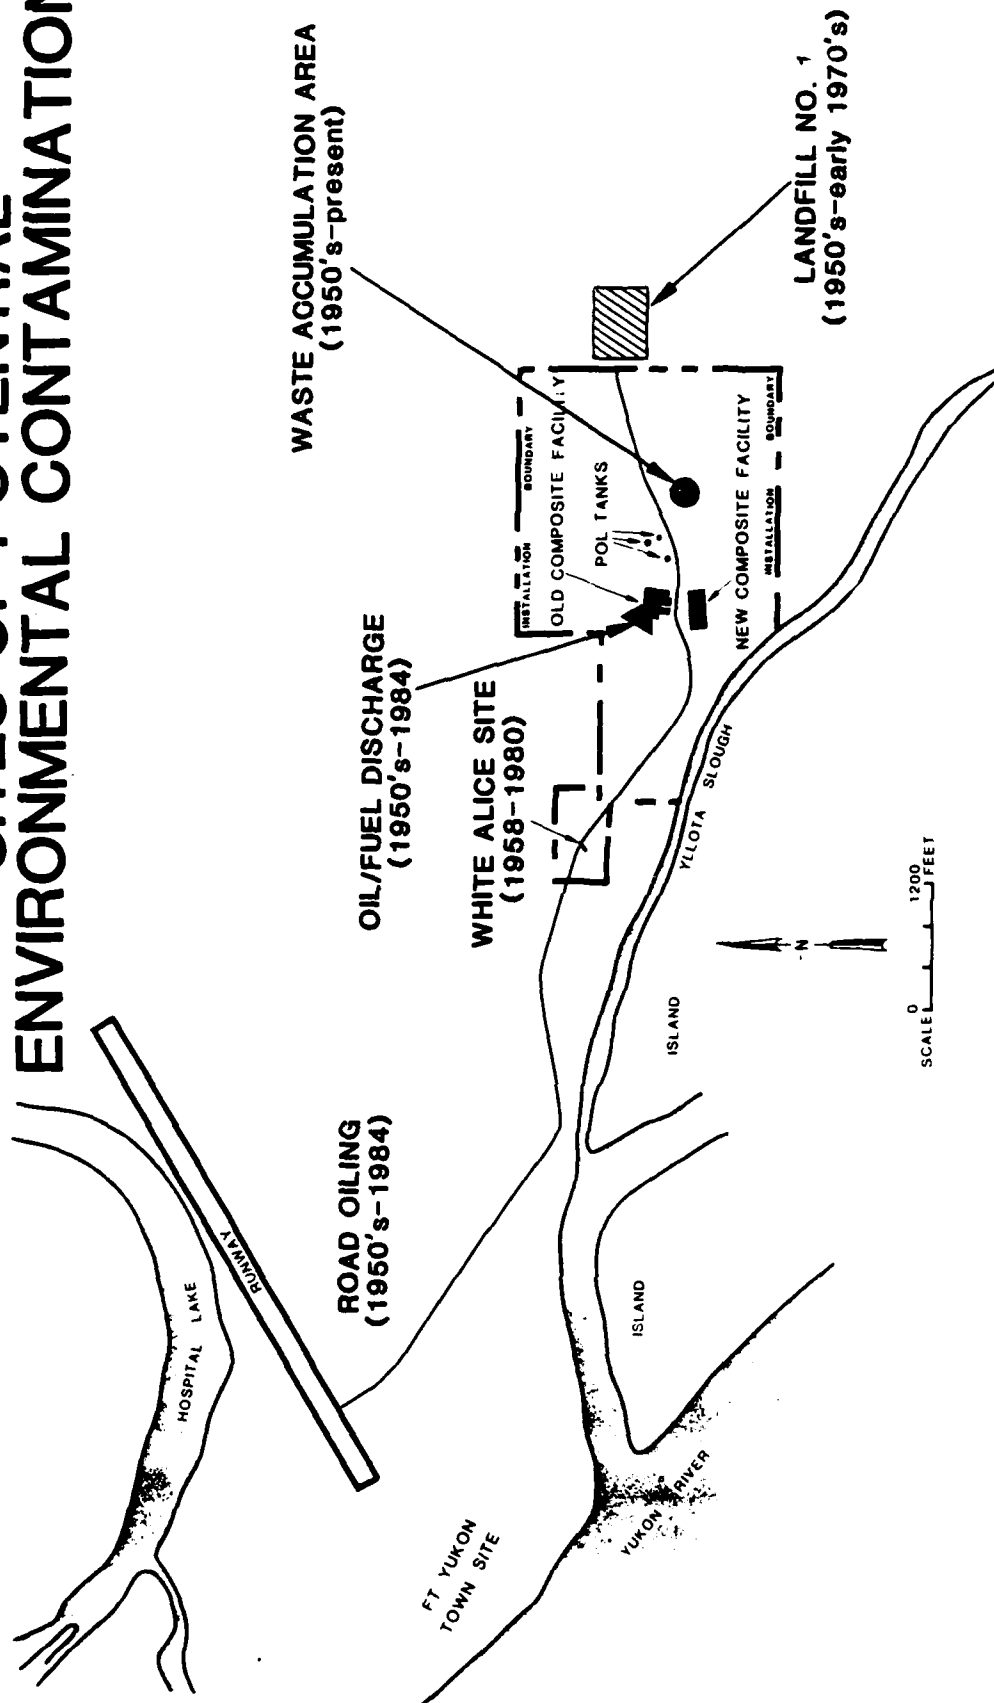 ENVIRONMENTAL CONTAMINATION
WASTE ACCUMULATION AREA
(1950's-present)
LANDFILL NO. 1
(1950's-early 1970's)
OIL/FUEL DISCHARGE
(1950's-1984)
WHITE ALICE SITE
(1958-1980)
INSTALLATION BOUNDARY
OLD COMPOSITE FACILITY
POL TANKS
NEW COMPOSITE FACILITY
INSTALLATION BOUNDARY
ROAD OILING
(1950's-1984)
RUNWAY
HOSPITAL LAKE
YLLOTA SLOUGH
ISLAND
ISLAND
YUKON RIVER
FT YUKON
TOWN SITE
N
SCALE 0 1200 FEET